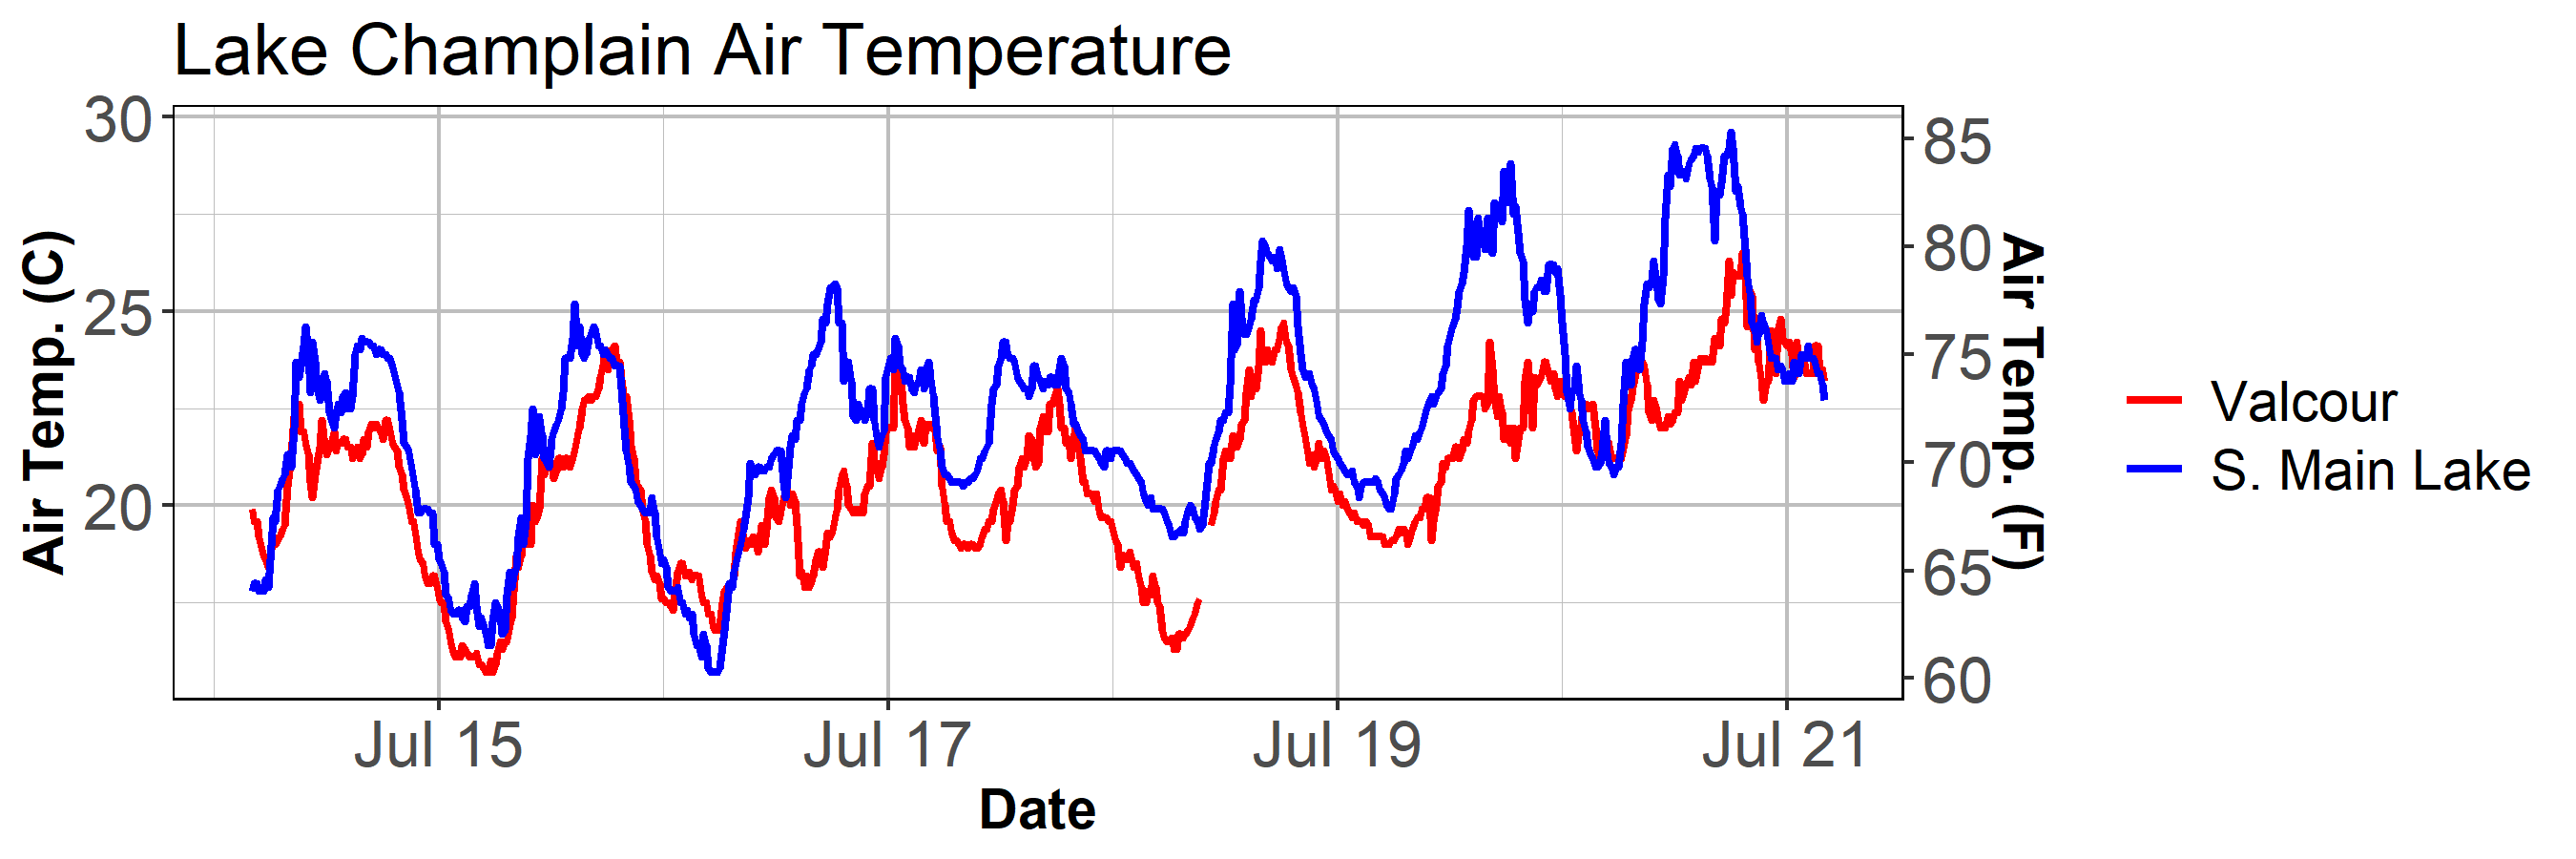 Lake Champlain Air Temperature
30
25
20
Air Temp. (C)
85
80
75
70
65
60
Air Temp. (F)
Jul 15
Jul 17
Jul 19
Jul 21
Date
Valcour
S. Main Lake